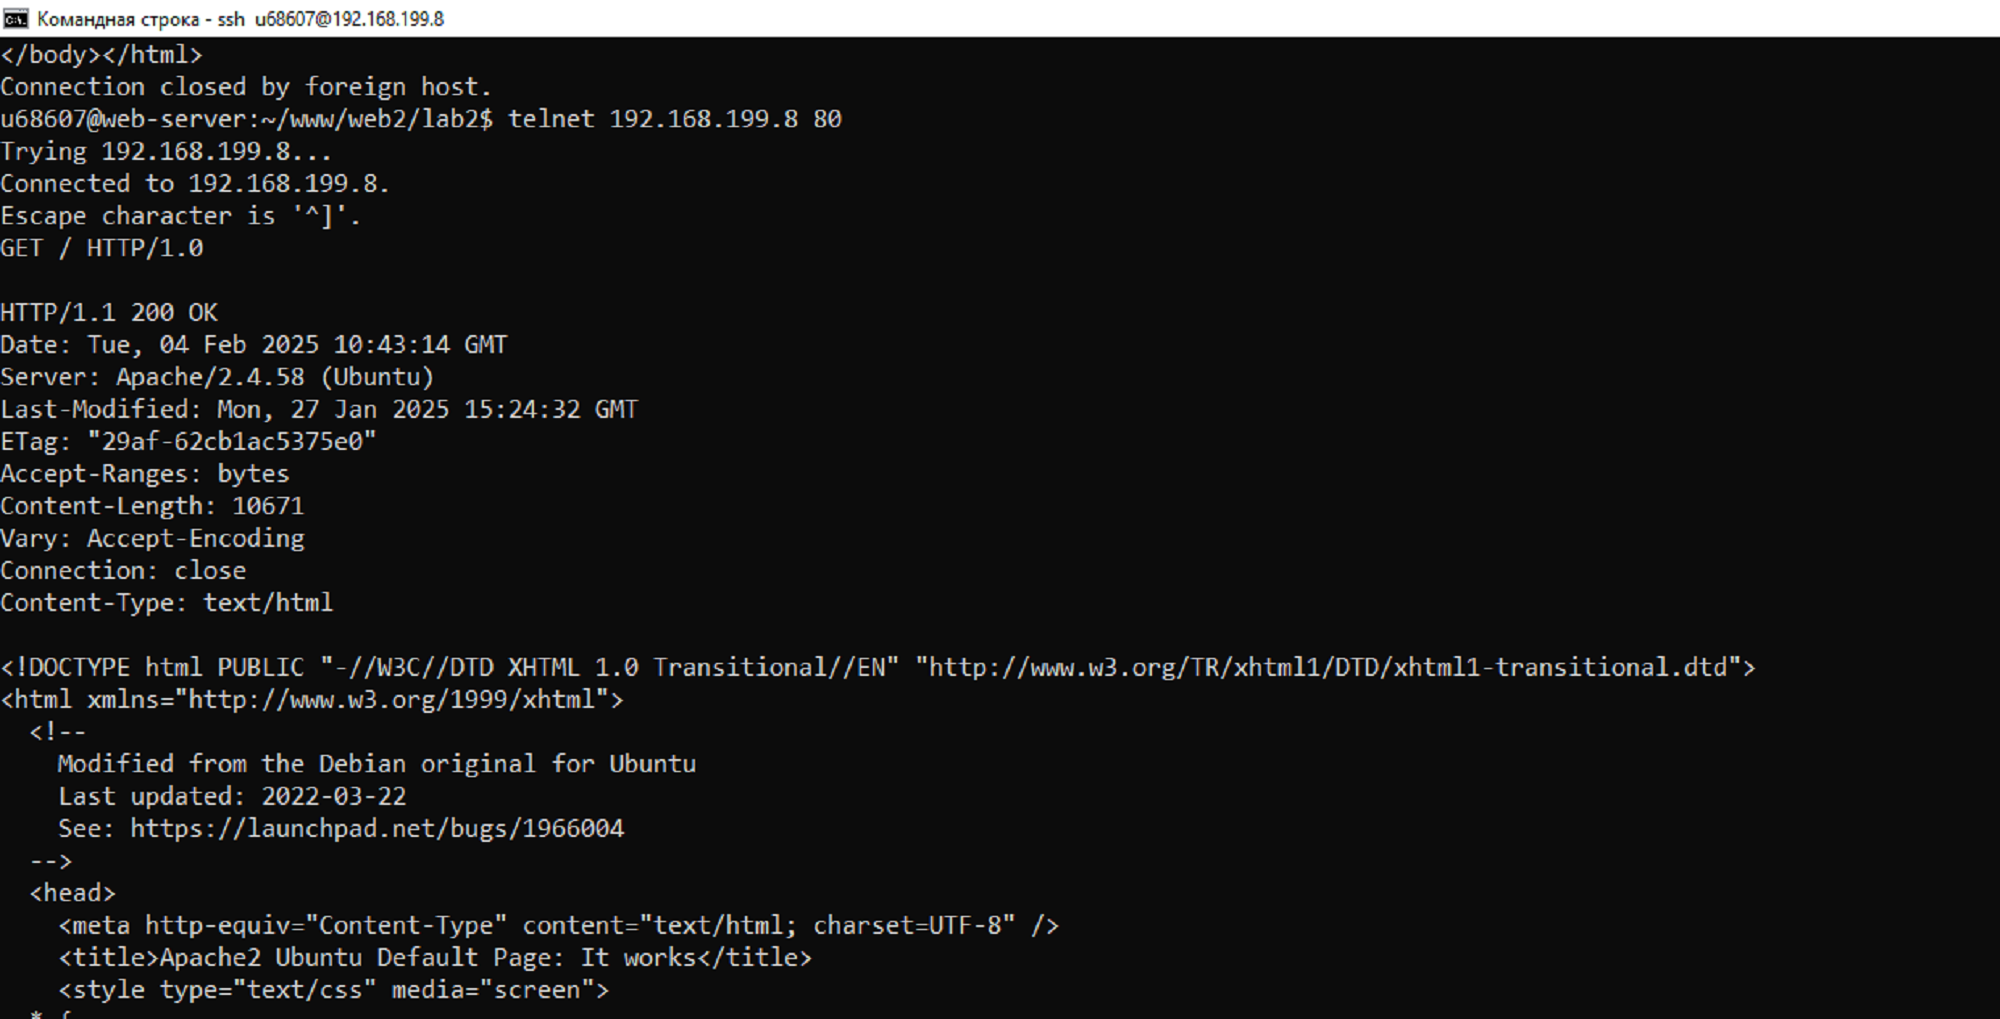 Командная строка - ssh u68607@192.168.199.8
</body></html>
Connection closed by foreign host.
u68607@web-server:~/www/web2/lab2$ telnet 192.168.199.8 80
Trying 192.168.199.8...
Connected to 192.168.199.8.
Escape character is '^]'.
GET / HTTP/1.0
HTTP/1.1 200 OK
Date: Tue, 04 Feb 2025 10:43:14 GMT
Server: Apache/2.4.58 (Ubuntu)
Last-Modified: Mon, 27 Jan 2025 15:24:32 GMT
ETag: "29af-62cb1ac5375e0"
Accept-Ranges: bytes
Content-Length: 10671
Vary: Accept-Encoding
Connection: close
Content-Type: text/html
<!DOCTYPE html PUBLIC "-//W3C//DTD XHTML 1.0 Transitional//EN" "http://www.w3.org/TR/xhtml1/DTD/xhtml1-transitional.dtd">
<html xmlns="http://www.w3.org/1999/xhtml">
<!--
Modified from the Debian original for Ubuntu
Last updated: 2022-03-22
See: https://launchpad.net/bugs/1966004
-->
<head>
<meta http-equiv="Content-Type" content="text/html; charset=UTF-8" />
<title>Apache2 Ubuntu Default Page: It works</title>
<style type="text/css" media="screen">
* {